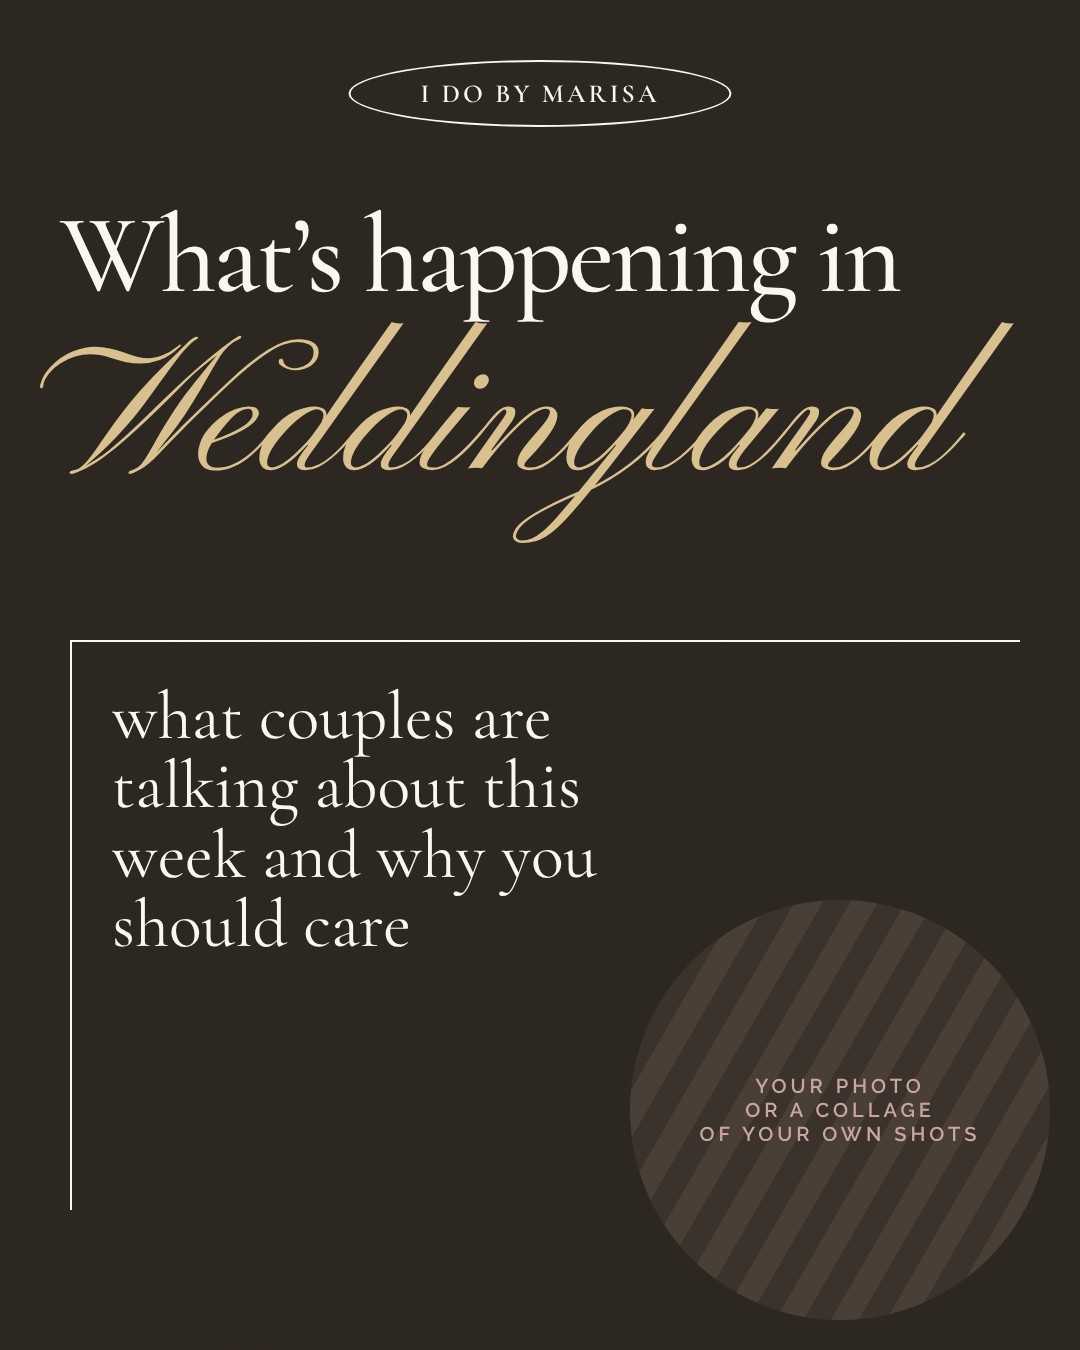 I DO BY MARISA
What’s happening in
Weddingland
what couples are
talking about this
week and why you
should care
YOUR PHOTO
OR A COLLAGE
OF YOUR OWN SHOTS